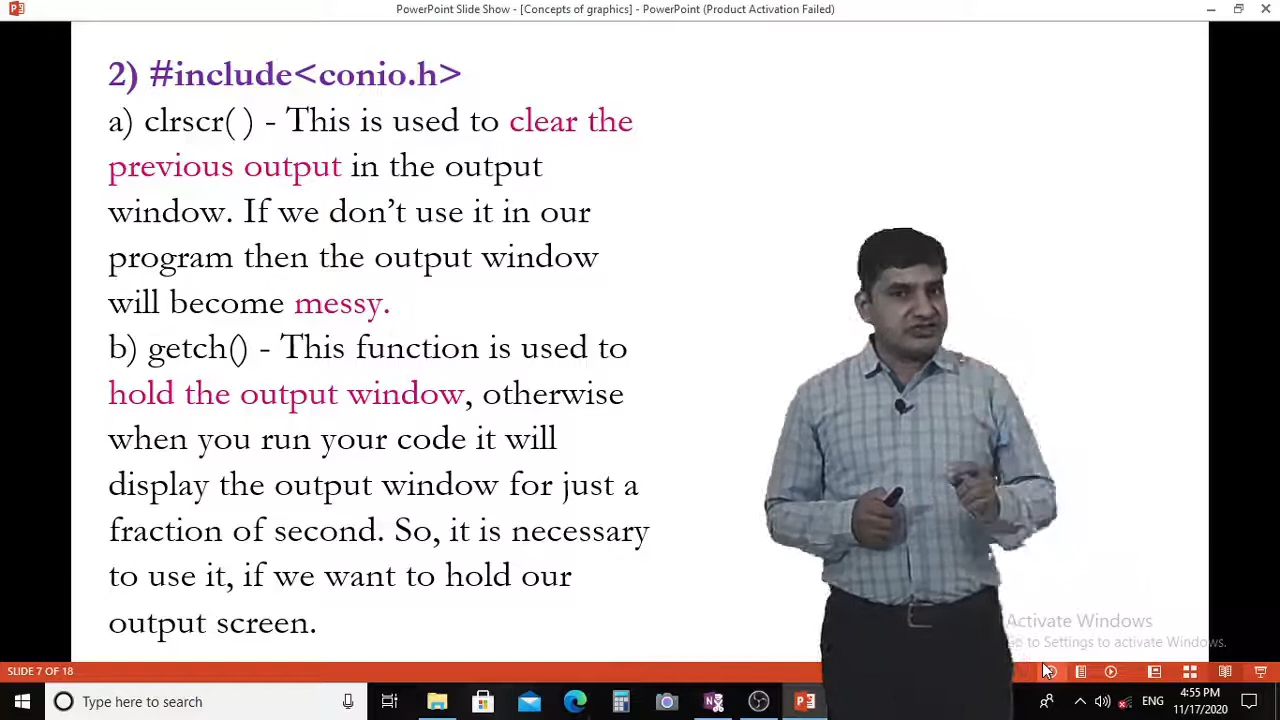 PowerPoint Slide Show - [Concepts of graphics] - PowerPoint (Product Activation Failed)
2) #include<conio.h>
a) clrscr( ) - This is used to clear the
previous output in the output
window. If we don’t use it in our
program then the output window
will become messy.
b) getch() - This function is used to
hold the output window, otherwise
when you run your code it will
display the output window for just a
fraction of second. So, it is necessary
to use it, if we want to hold our
output screen.
Activate Windows
Go to Settings to activate Windows.
SLIDE 7 OF 18
Type here to search
ENG
4:55 PM
11/17/2020